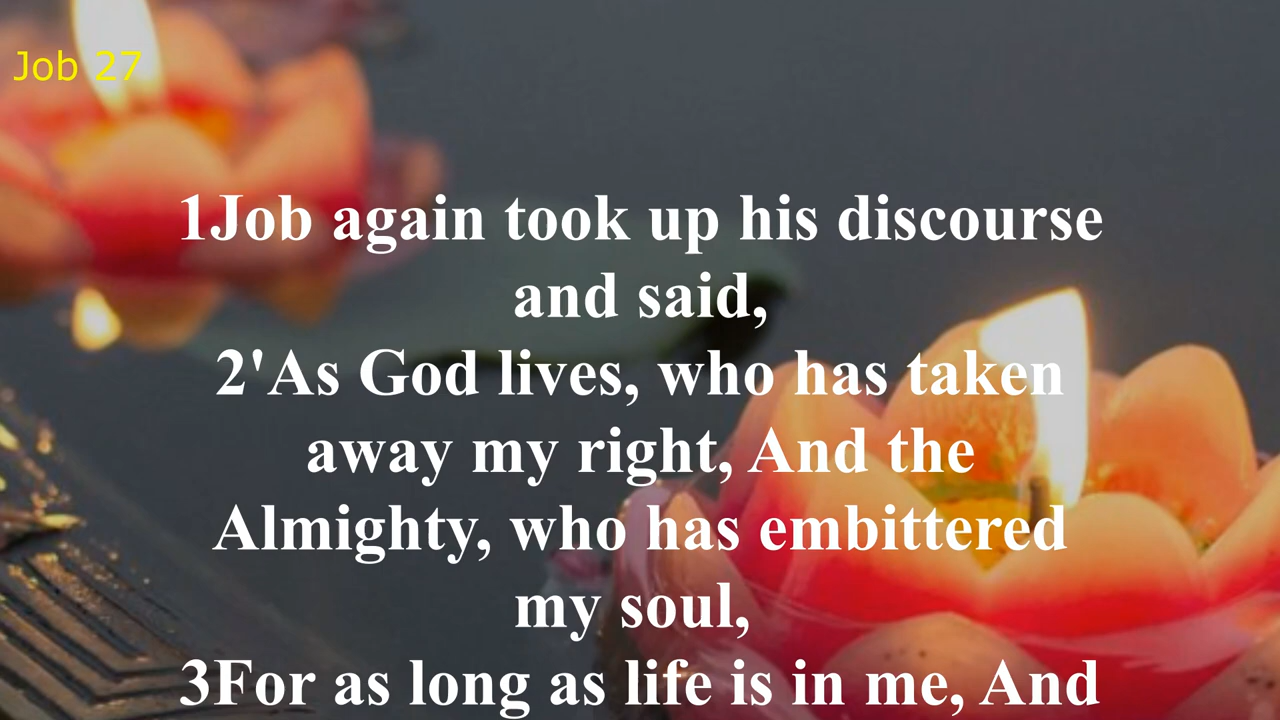 Job 27
1Job again took up his discourse
and said,
2'As God lives, who has taken
away my right, And the
Almighty, who has embittered
my soul,
3For as long as life is in me, And